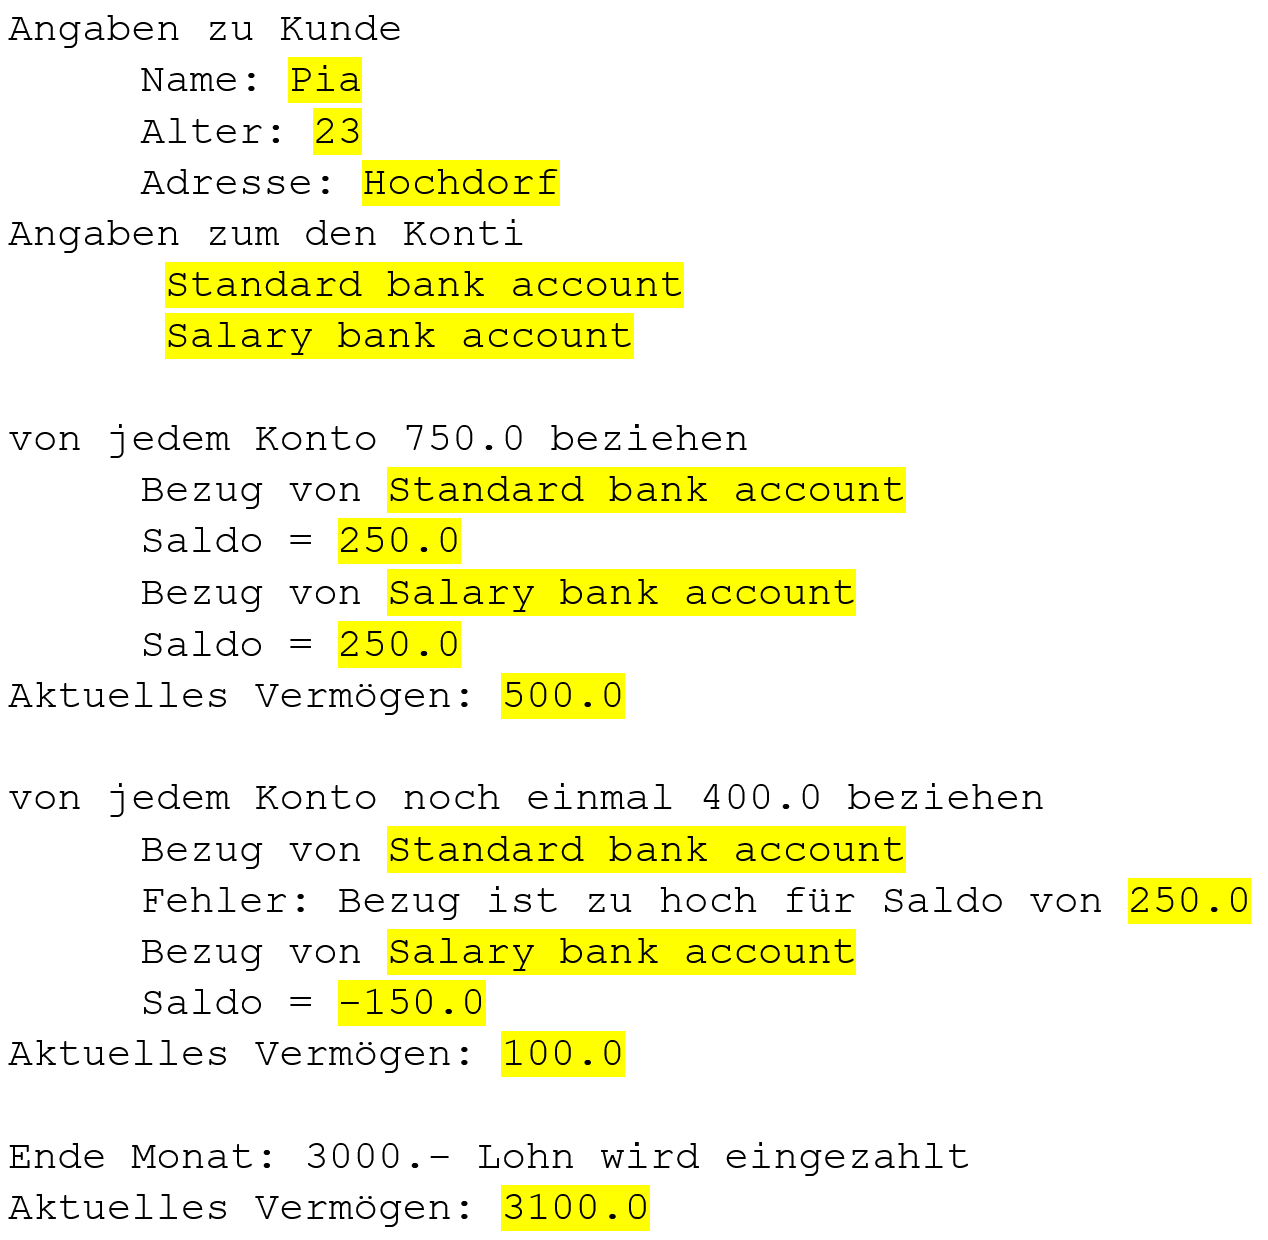 Angaben zu Kunde
Name: Pia
Alter: 23
Adresse: Hochdorf
Angaben zum den Konti
Standard bank account
Salary bank account
von jedem Konto 750.0 beziehen
Bezug von Standard bank account
Saldo = 250.0
Bezug von Salary bank account
Saldo = 250.0
Aktuelles Vermögen: 500.0
von jedem Konto noch einmal 400.0 beziehen
Bezug von Standard bank account
Fehler: Bezug ist zu hoch für Saldo von 250.0
Bezug von Salary bank account
Saldo = -150.0
Aktuelles Vermögen: 100.0
Ende Monat: 3000.- Lohn wird eingezahlt
Aktuelles Vermögen: 3100.0